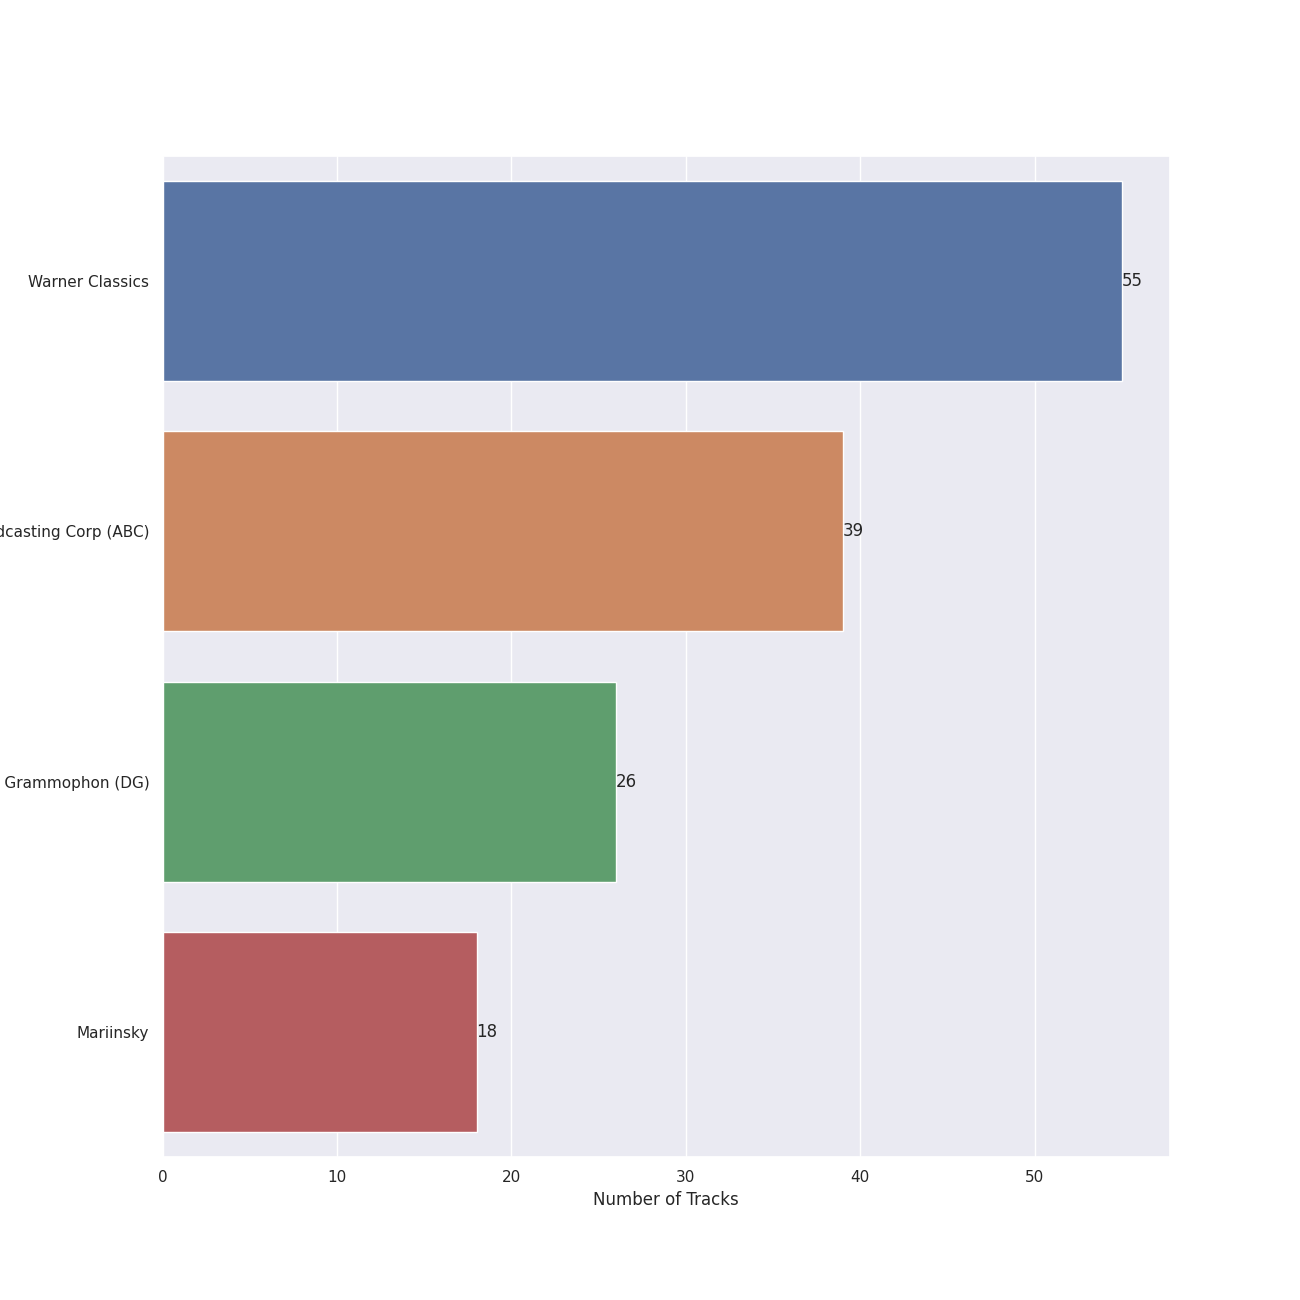 Warner Classics
55
Corp (ABC)
39
Grammophon (DG)
26
Mariinsky
18
0 10 20 30 40 50
Number of Tracks